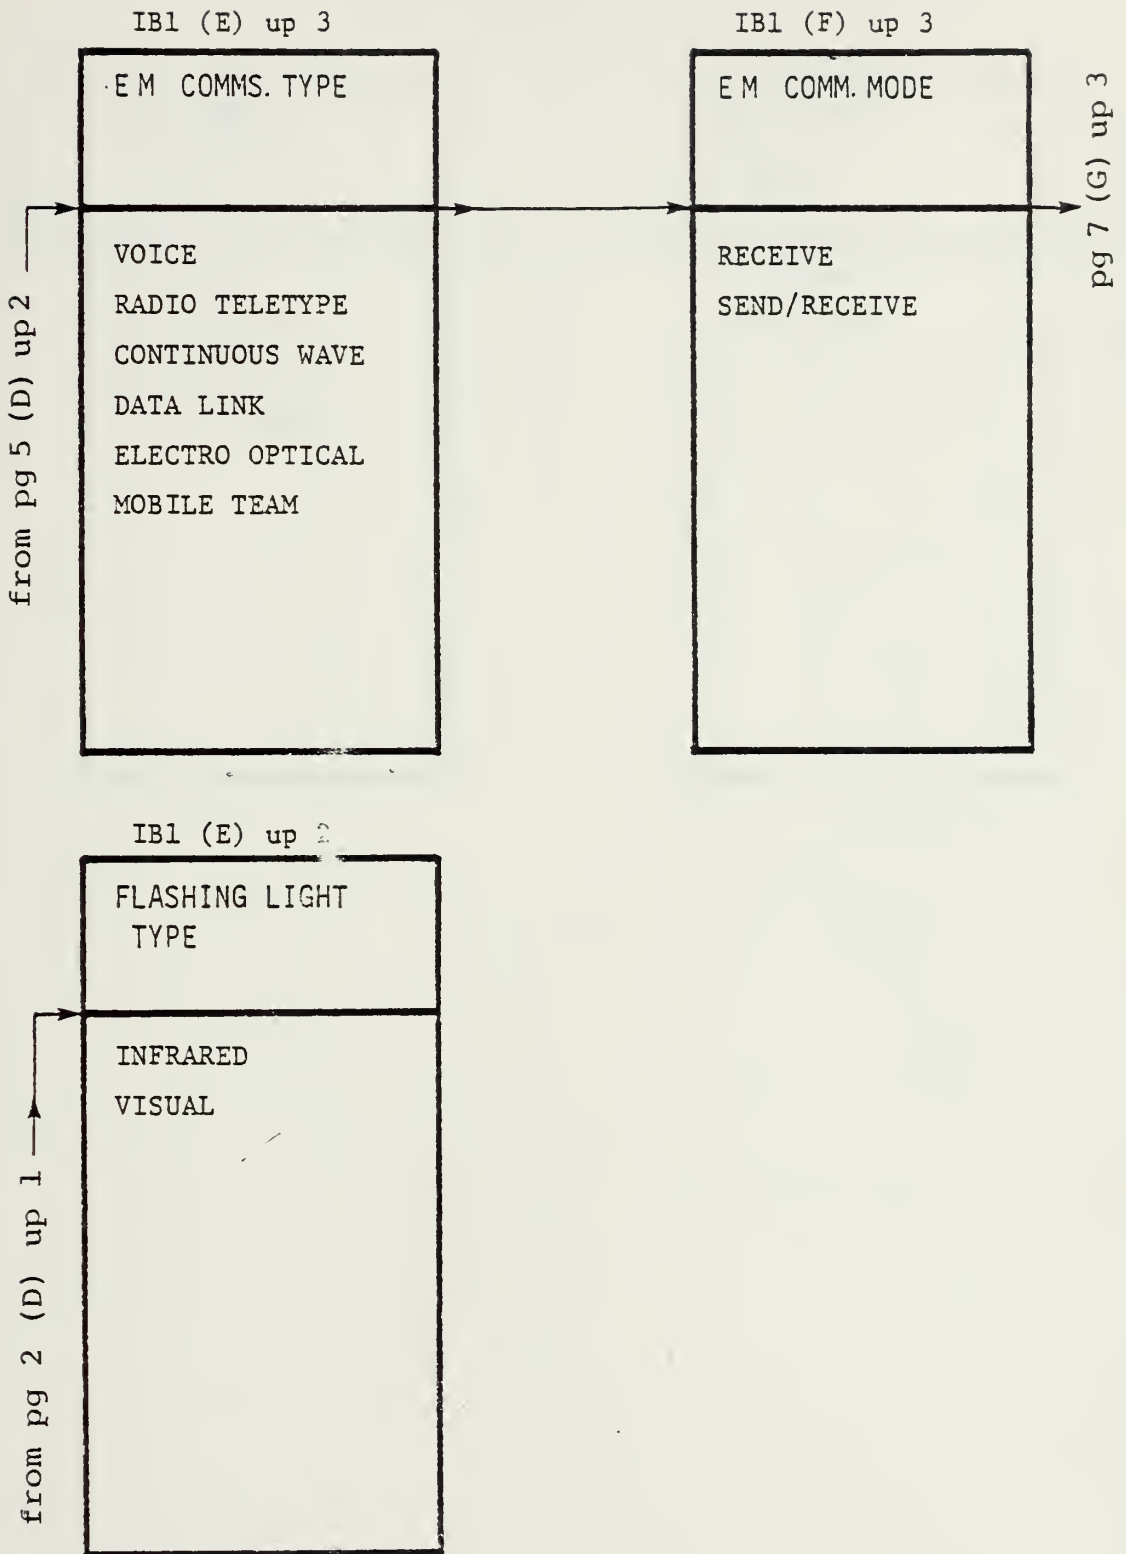 IB1 (E) up 3
EM COMMS. TYPE
from pg 5 (D) up 2
VOICE
RADIO TELETYPE
CONTINUOUS WAVE
DATA LINK
ELECTRO OPTICAL
MOBILE TEAM
IB1 (F) up 3
EM COMM. MODE
RECEIVE
SEND/RECEIVE
pg 7 (G) up 3
IB1 (E) up 2
FLASHING LIGHT
TYPE
from pg 2 (D) up 1
INFRARED
VISUAL